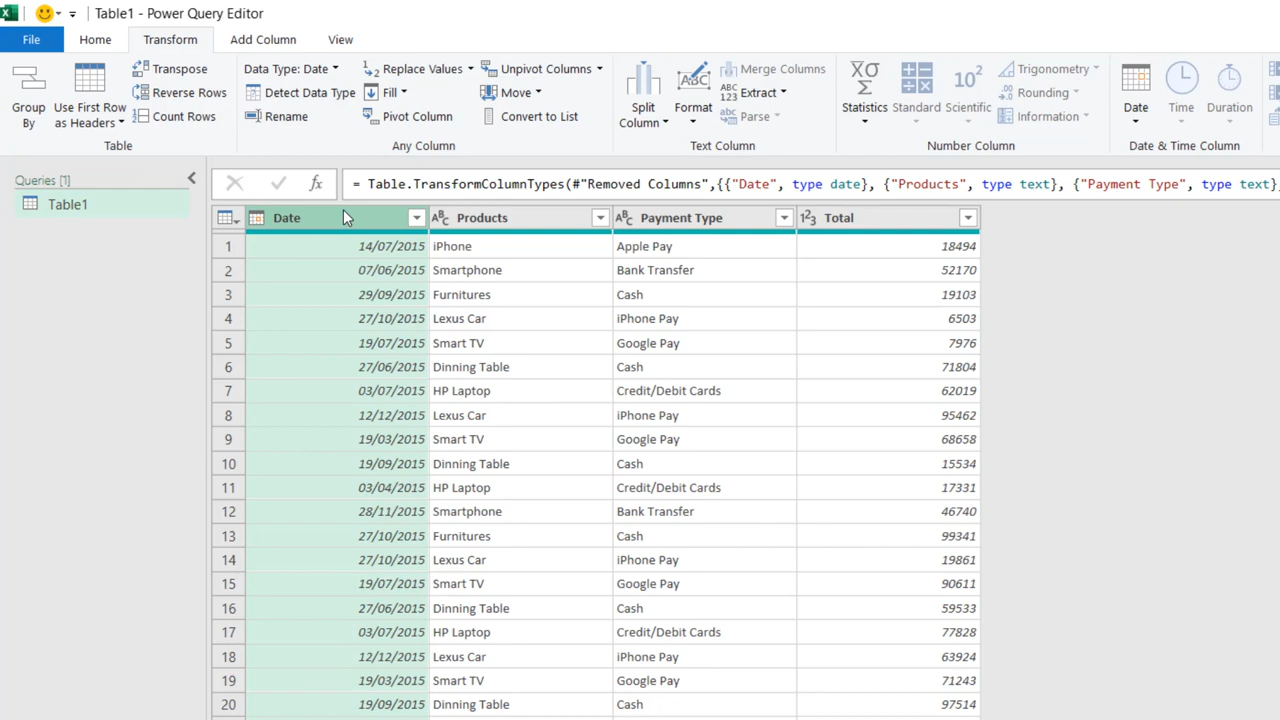 Table1 - Power Query Editor
File Home Transform Add Column View
Group By
Use First Row as Headers
Transpose
Reverse Rows
Count Rows
Table
Data Type: Date
Detect Data Type
Rename
Replace Values
Fill
Pivot Column
Unpivot Columns
Move
Convert to List
Any Column
Split Column
Format
ABC
Merge Columns
ABC 123 Extract
abc Parse
Text Column
Statistics
Standard
10² Scientific
Trigonometry
.00 Rounding
Information
Number Column
Date
Time
Duration
Date & Time Column
Queries [1]
Table1
fx = Table.TransformColumnTypes(#"Removed Columns",{{"Date", type date}, {"Products", type text}, {"Payment Type", type text}
Date ABC Products ABC Payment Type 123 Total
1 14/07/2015 iPhone Apple Pay 18494
2 07/06/2015 Smartphone Bank Transfer 52170
3 29/09/2015 Furnitures Cash 19103
4 27/10/2015 Lexus Car iPhone Pay 6503
5 19/07/2015 Smart TV Google Pay 7976
6 27/06/2015 Dinning Table Cash 71804
7 03/07/2015 HP Laptop Credit/Debit Cards 62019
8 12/12/2015 Lexus Car iPhone Pay 95462
9 19/03/2015 Smart TV Google Pay 68658
10 19/09/2015 Dinning Table Cash 15534
11 03/04/2015 HP Laptop Credit/Debit Cards 17331
12 28/11/2015 Smartphone Bank Transfer 46740
13 27/10/2015 Furnitures Cash 99341
14 27/10/2015 Lexus Car iPhone Pay 19861
15 19/07/2015 Smart TV Google Pay 90611
16 27/06/2015 Dinning Table Cash 59533
17 03/07/2015 HP Laptop Credit/Debit Cards 77828
18 12/12/2015 Lexus Car iPhone Pay 63924
19 19/03/2015 Smart TV Google Pay 71243
20 19/09/2015 Dinning Table Cash 97514